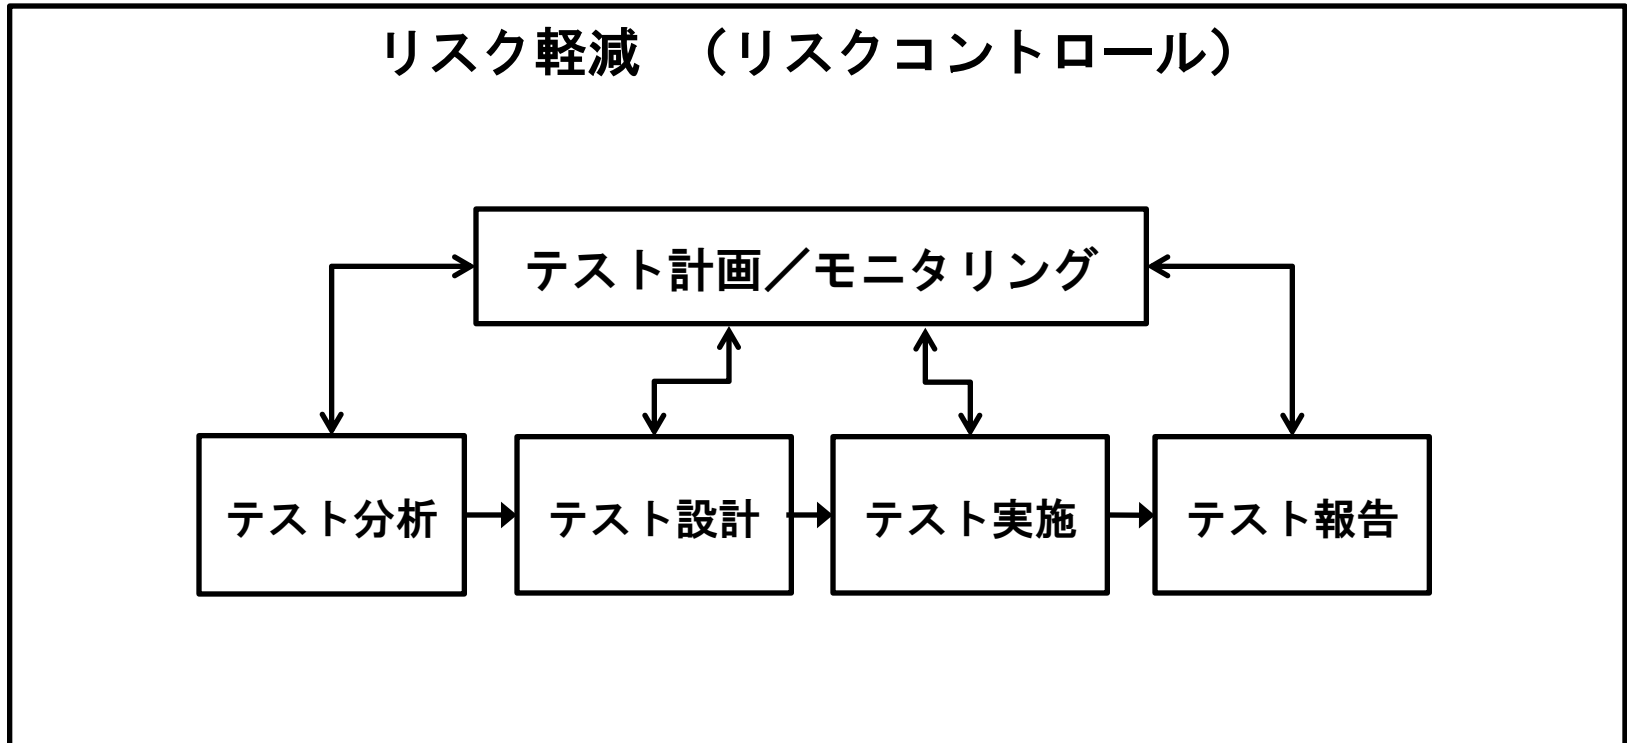 リスク軽減　（リスクコントロール）
テスト計画／モニタリング
テスト分析
テスト設計
テスト実施
テスト報告